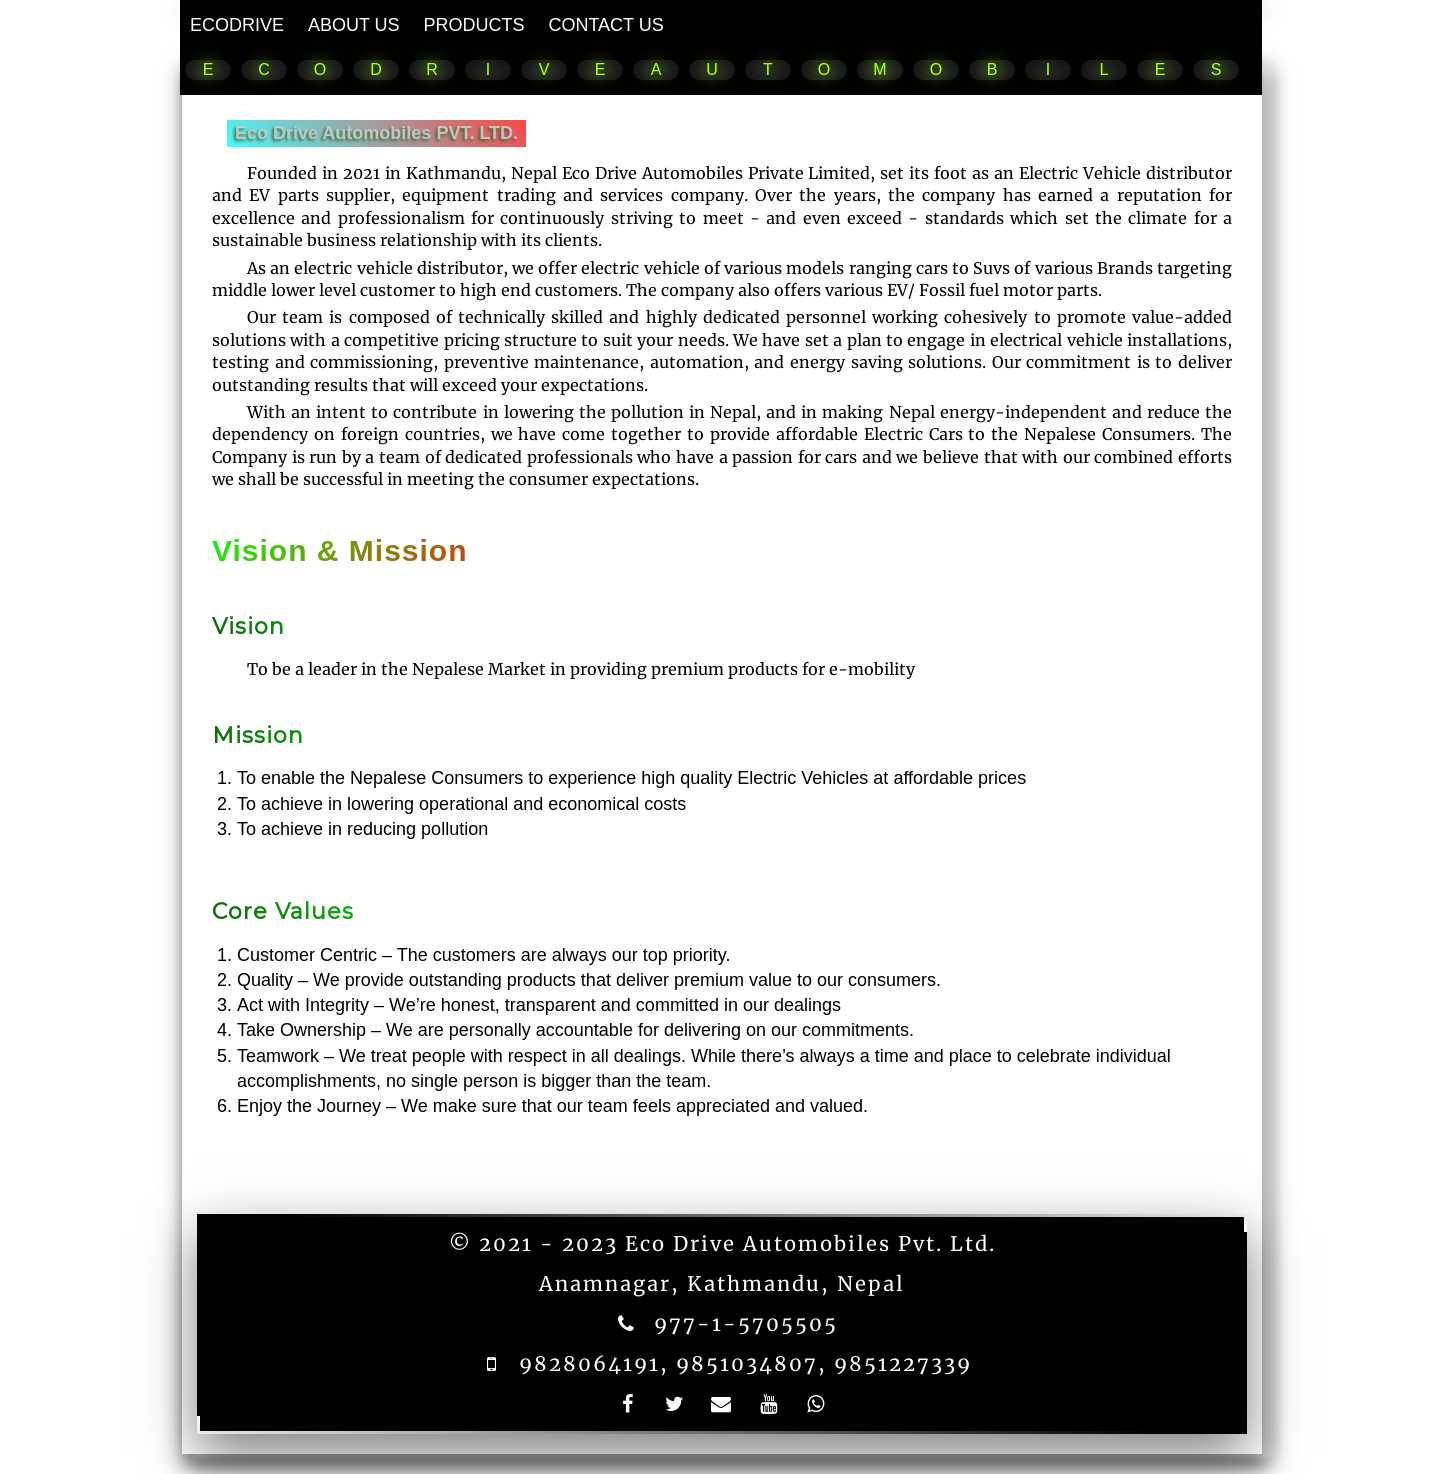 ECODRIVE ABOUT US PRODUCTS CONTACT US
E C O D R I V E A U T O M O B I L E S
Eco Drive Automobiles PVT. LTD.
Founded in 2021 in Kathmandu, Nepal Eco Drive Automobiles Private Limited, set its foot as an Electric Vehicle distributor
and EV parts supplier, equipment trading and services company. Over the years, the company has earned a reputation for
excellence and professionalism for continuously striving to meet - and even exceed - standards which set the climate for a
sustainable business relationship with its clients.
As an electric vehicle distributor, we offer electric vehicle of various models ranging cars to Suvs of various Brands targeting
middle lower level customer to high end customers. The company also offers various EV/ Fossil fuel motor parts.
Our team is composed of technically skilled and highly dedicated personnel working cohesively to promote value-added
solutions with a competitive pricing structure to suit your needs. We have set a plan to engage in electrical vehicle installations,
testing and commissioning, preventive maintenance, automation, and energy saving solutions. Our commitment is to deliver
outstanding results that will exceed your expectations.
With an intent to contribute in lowering the pollution in Nepal, and in making Nepal energy-independent and reduce the
dependency on foreign countries, we have come together to provide affordable Electric Cars to the Nepalese Consumers. The
Company is run by a team of dedicated professionals who have a passion for cars and we believe that with our combined efforts
we shall be successful in meeting the consumer expectations.
Vision & Mission
Vision
To be a leader in the Nepalese Market in providing premium products for e-mobility
Mission
1. To enable the Nepalese Consumers to experience high quality Electric Vehicles at affordable prices
2. To achieve in lowering operational and economical costs
3. To achieve in reducing pollution
Core Values
1. Customer Centric – The customers are always our top priority.
2. Quality – We provide outstanding products that deliver premium value to our consumers.
3. Act with Integrity – We’re honest, transparent and committed in our dealings
4. Take Ownership – We are personally accountable for delivering on our commitments.
5. Teamwork – We treat people with respect in all dealings. While there’s always a time and place to celebrate individual
accomplishments, no single person is bigger than the team.
6. Enjoy the Journey – We make sure that our team feels appreciated and valued.
© 2021 - 2023 Eco Drive Automobiles Pvt. Ltd.
Anamnagar, Kathmandu, Nepal
977-1-5705505
9828064191, 9851034807, 9851227339
You Tube